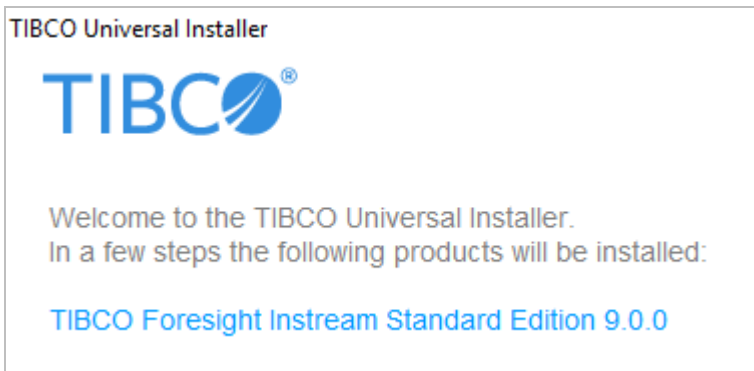 TIBCO Universal Installer
TIBCO®
Welcome to the TIBCO Universal Installer.
In a few steps the following products will be installed:
TIBCO Foresight Instream Standard Edition 9.0.0